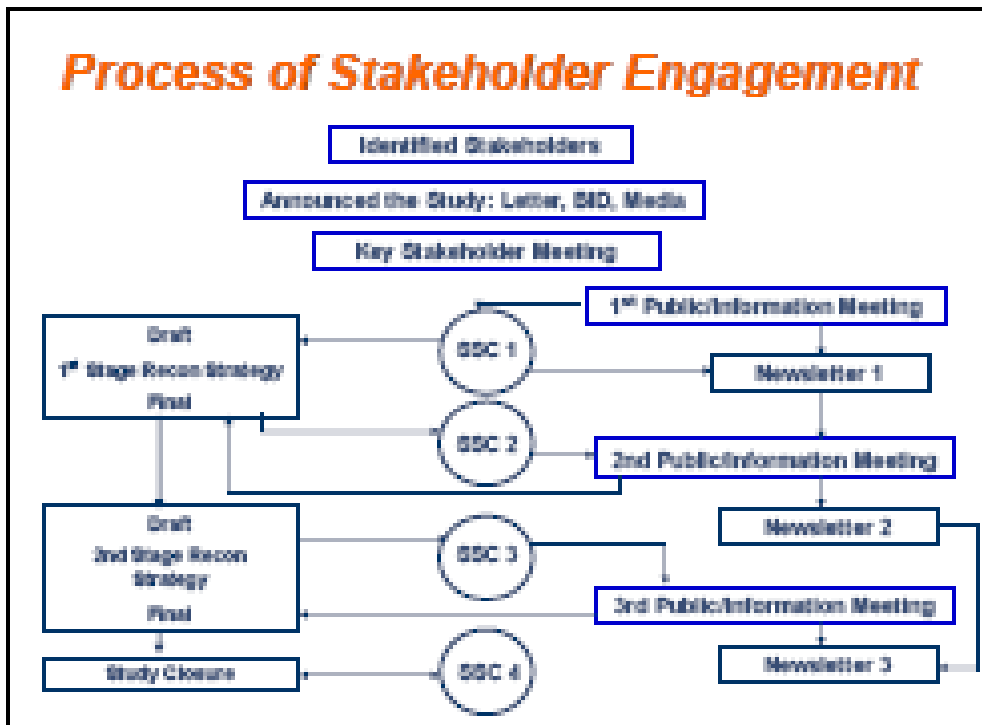 Process of Stakeholder Engagement
Identified Stakeholders
Announced the Study: Letter, BID, Media
Key Stakeholder Meeting
1st Public/Information Meeting
Draft
1st Stage Recon Strategy
Final
SSC 1
Newsletter 1
SSC 2
2nd Public/Information Meeting
Draft
2nd Stage Recon
Strategy
Final
SSC 3
Newsletter 2
3rd Public/Information Meeting
Study Closure
SSC 4
Newsletter 3